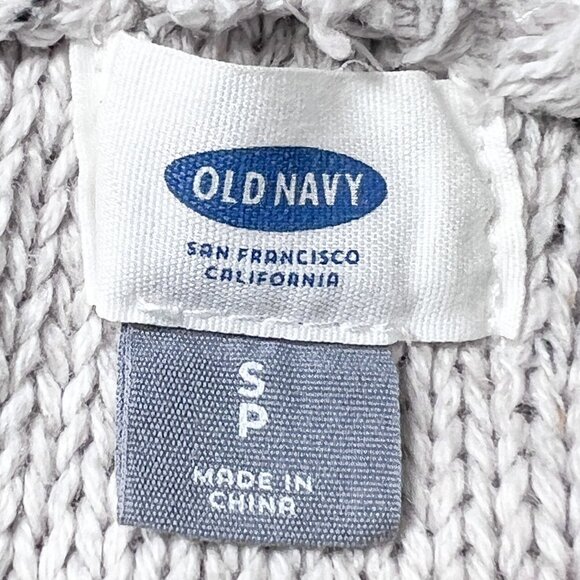 OLD NAVY
SAN FRANCISCO
CALIFORNIA
S
P
MADE IN
CHINA